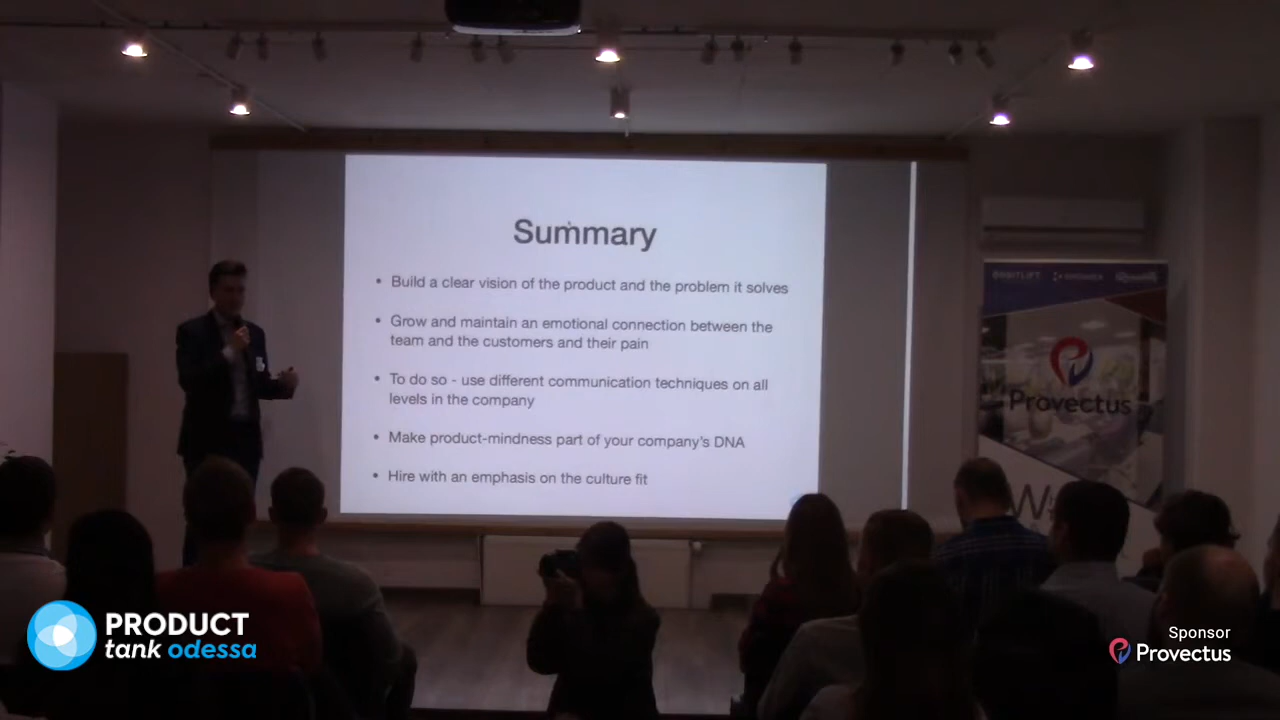 Summary
• Build a clear vision of the product and the problem it solves
• Grow and maintain an emotional connection between the
team and the customers and their pain
• To do so - use different communication techniques on all
levels in the company
• Make product-mindness part of your company's DNA
• Hire with an emphasis on the culture fit
Provectus
PRODUCT
tank odessa
Sponsor
Provectus